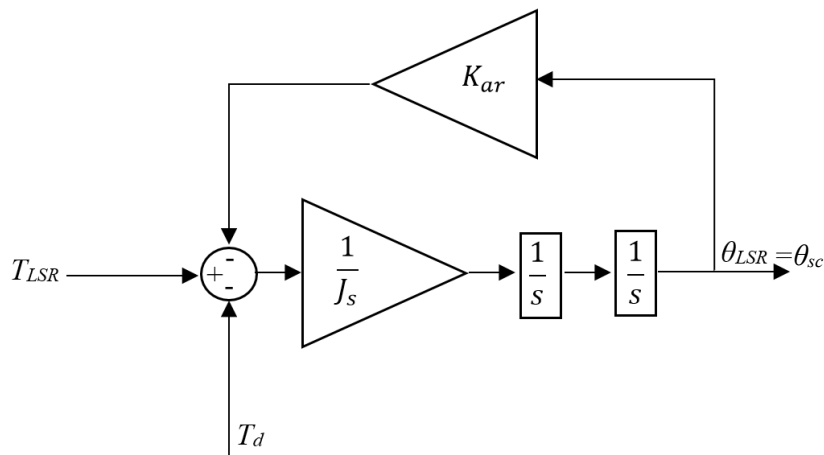 K_ar
-
T_LSR
+
-
1/J_s
1/s
1/s
θ_LSR =θ_sc
T_d